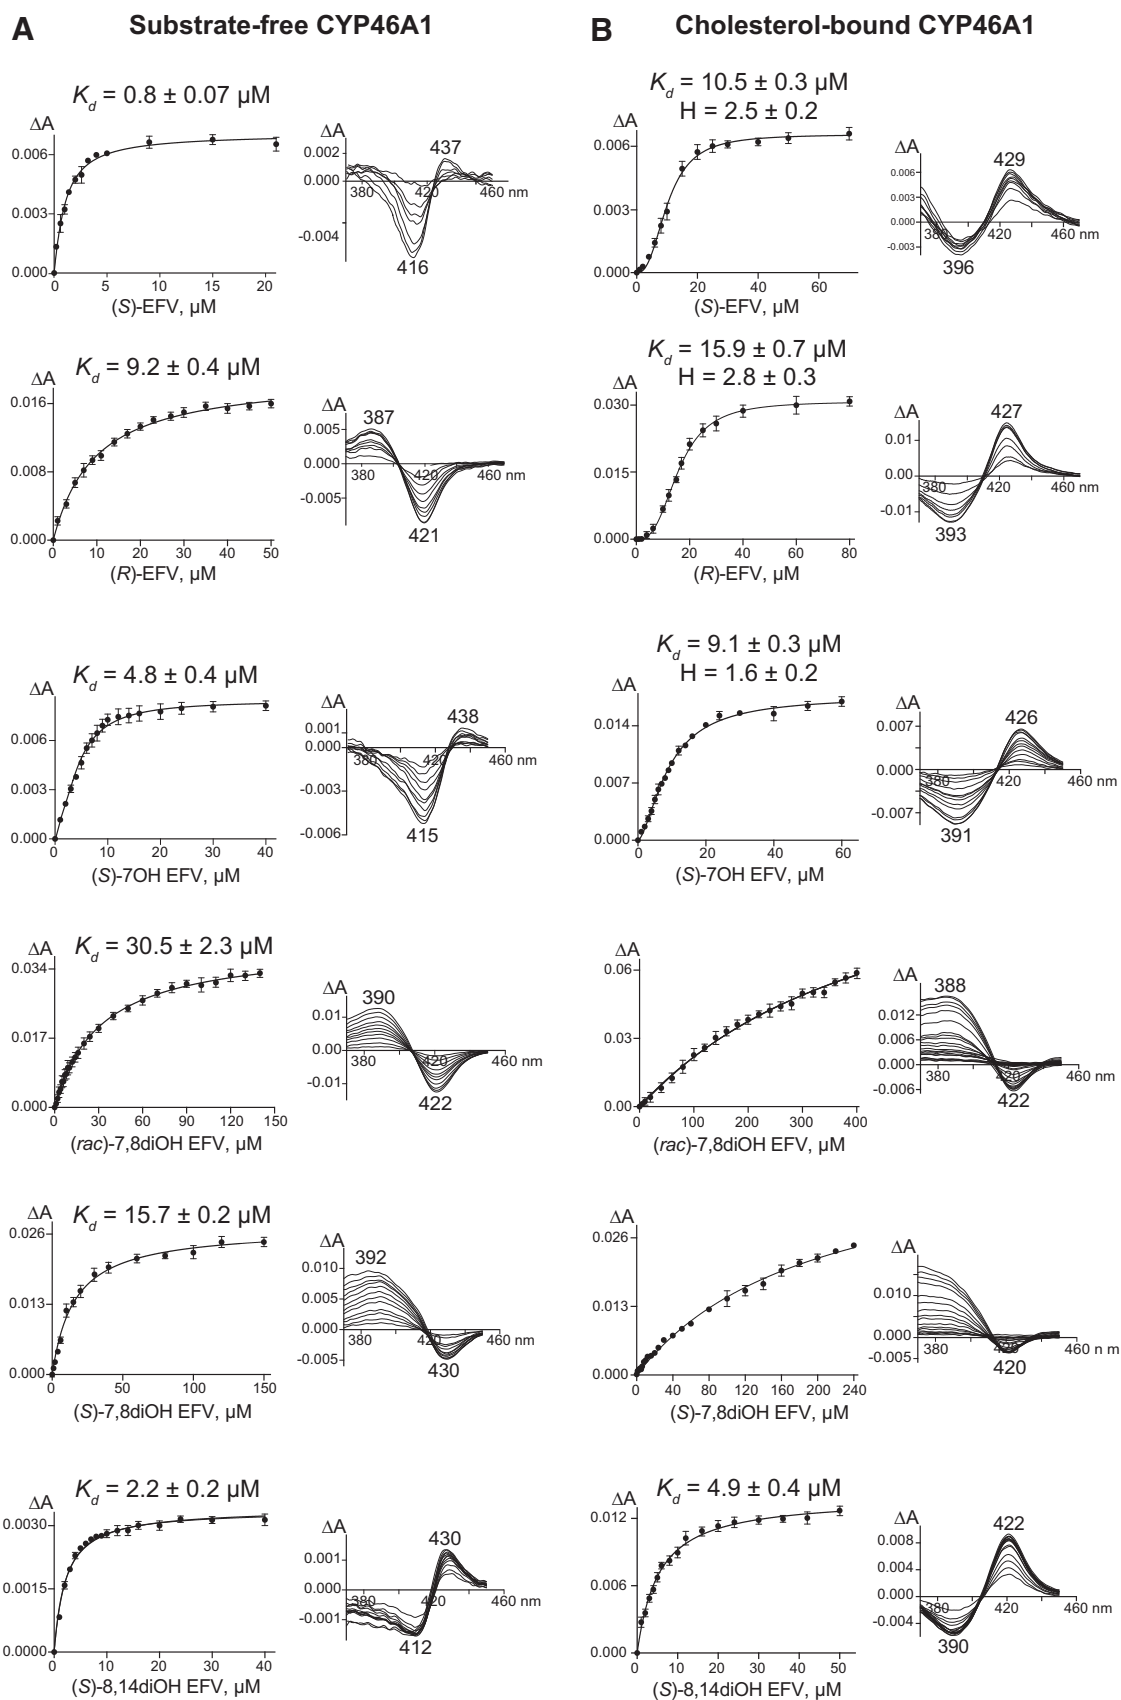 A Substrate-free CYP46A1
B Cholesterol-bound CYP46A1
Kd = 0.8 ± 0.07 µM
ΔA
0.006
0.003
0.000
0 5 10 15 20
(S)-EFV, µM
ΔA
0.002
0.000
-0.004
437
380 420 460 nm
416
Kd = 10.5 ± 0.3 µM
H = 2.5 ± 0.2
ΔA
0.006
0.003
0.000
0 20 40 60
(S)-EFV, µM
ΔA
0.006
0.003
0.000
-0.003
429
380 420 460 nm
396
Kd = 9.2 ± 0.4 µM
ΔA
0.016
0.008
0.000
0 10 20 30 40 50
(R)-EFV, µM
ΔA
0.005
0.000
-0.005
387
380 420 460 nm
421
Kd = 15.9 ± 0.7 µM
H = 2.8 ± 0.3
ΔA
0.030
0.015
0.000
0 20 40 60 80
(R)-EFV, µM
ΔA
0.01
0.00
-0.01
427
380 420 460 nm
393
Kd = 4.8 ± 0.4 µM
ΔA
0.006
0.003
0.000
0 10 20 30 40
(S)-7OH EFV, µM
ΔA
0.001
0.000
-0.003
-0.006
438
380 420 460 nm
415
Kd = 9.1 ± 0.3 µM
H = 1.6 ± 0.2
ΔA
0.014
0.007
0.000
0 20 40 60
(S)-7OH EFV, µM
ΔA
0.007
0.000
-0.007
426
380 420 460 nm
391
Kd = 30.5 ± 2.3 µM
ΔA
0.034
0.017
0.000
0 30 60 90 120 150
(rac)-7,8diOH EFV, µM
ΔA
0.01
0.00
-0.01
390
380 420 460 nm
422
ΔA
0.06
0.03
0.00
0 100 200 300 400
(rac)-7,8diOH EFV, µM
ΔA
0.012
0.006
0.000
-0.006
388
380 420 460 nm
422
Kd = 15.7 ± 0.2 µM
ΔA
0.026
0.013
0.000
0 50 100 150
(S)-7,8diOH EFV, µM
ΔA
0.010
0.005
0.000
-0.005
392
380 420 460 nm
430
ΔA
0.026
0.013
0.000
0 40 80 120 160 200 240
(S)-7,8diOH EFV, µM
ΔA
0.010
0.000
-0.005
380 420 460 n m
420
Kd = 2.2 ± 0.2 µM
ΔA
0.0030
0.0015
0.0000
0 10 20 30 40
(S)-8,14diOH EFV, µM
ΔA
0.001
0.000
-0.001
430
380 420 460 nm
412
Kd = 4.9 ± 0.4 µM
ΔA
0.012
0.006
0.000
0 10 20 30 40 50
(S)-8,14diOH EFV, µM
ΔA
0.008
0.004
0.000
-0.004
422
380 420 460 nm
390